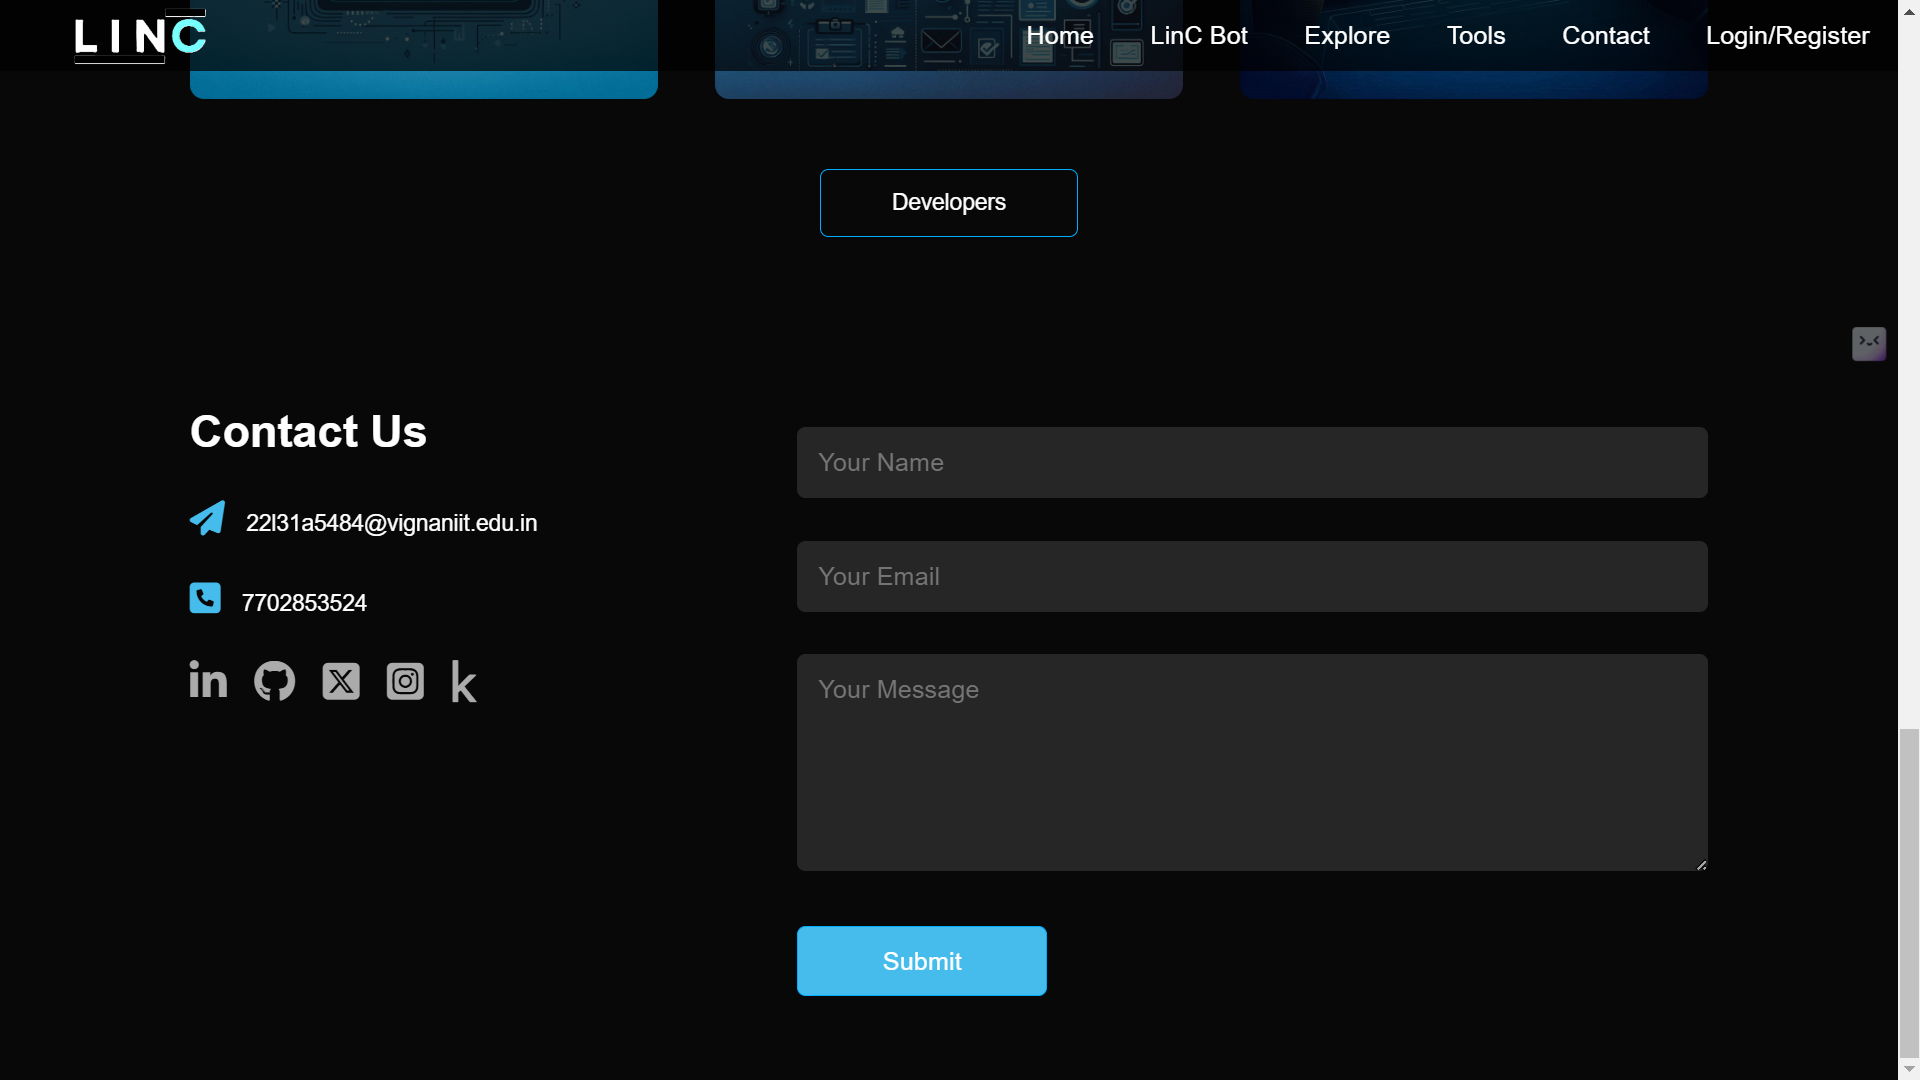 LINC
Home LinC Bot Explore Tools Contact Login/Register
Developers
Contact Us
22l31a5484@vignaniit.edu.in
7702853524
Your Name
Your Email
Your Message
Submit